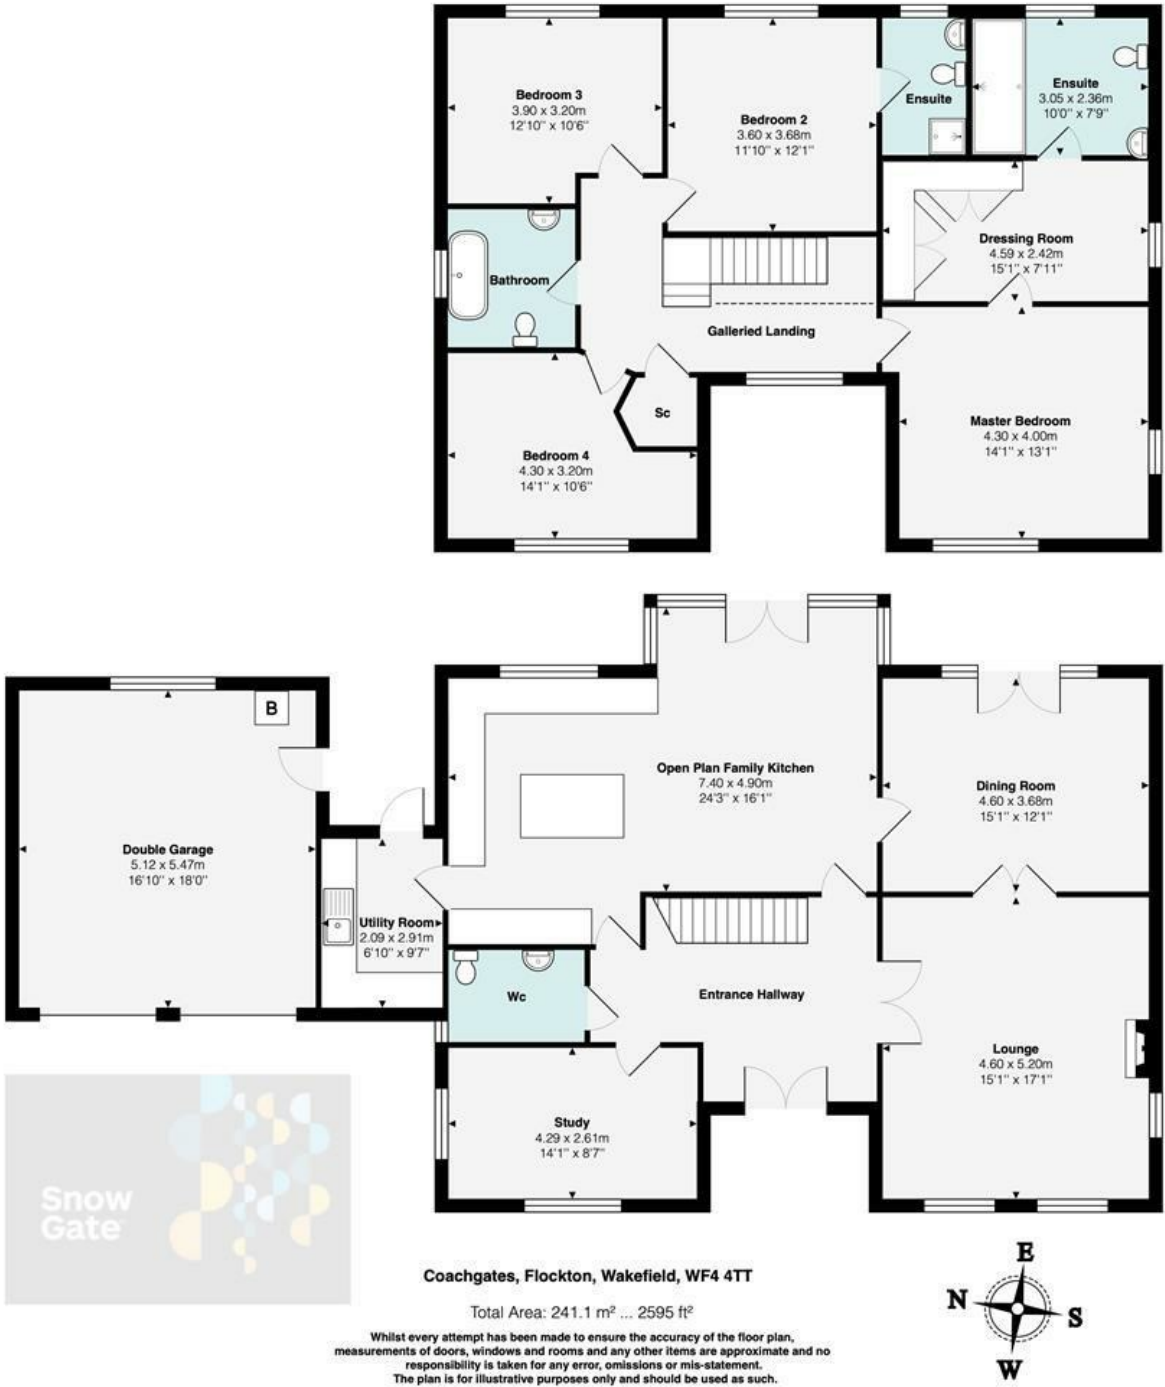 Bedroom 3
3.90 x 3.20m
12'10'' x 10'6''
Bedroom 2
3.60 x 3.68m
11'10'' x 12'1''
Ensuite
Ensuite
3.05 x 2.36m
10'0'' x 7'9''
Dressing Room
4.59 x 2.42m
15'1'' x 7'11''
Bathroom
Galleried Landing
Sc
Bedroom 4
4.30 x 3.20m
14'1'' x 10'6''
Master Bedroom
4.30 x 4.00m
14'1'' x 13'1''
B
Double Garage
5.12 x 5.47m
16'10'' x 18'0''
Open Plan Family Kitchen
7.40 x 4.90m
24'3'' x 16'1''
Dining Room
4.60 x 3.68m
15'1'' x 12'1''
Utility Room
2.09 x 2.91m
6'10'' x 9'7''
Wc
Entrance Hallway
Lounge
4.60 x 5.20m
15'1'' x 17'1''
Study
4.29 x 2.61m
14'1'' x 8'7''
Snow
Gate
Coachgates, Flockton, Wakefield, WF4 4TT
Total Area: 241.1 m² ... 2595 ft²
Whilst every attempt has been made to ensure the accuracy of the floor plan,
measurements of doors, windows and rooms and any other items are approximate and no
responsibility is taken for any error, omissions or mis-statement.
The plan is for illustrative purposes only and should be used as such.
E
N
S
W